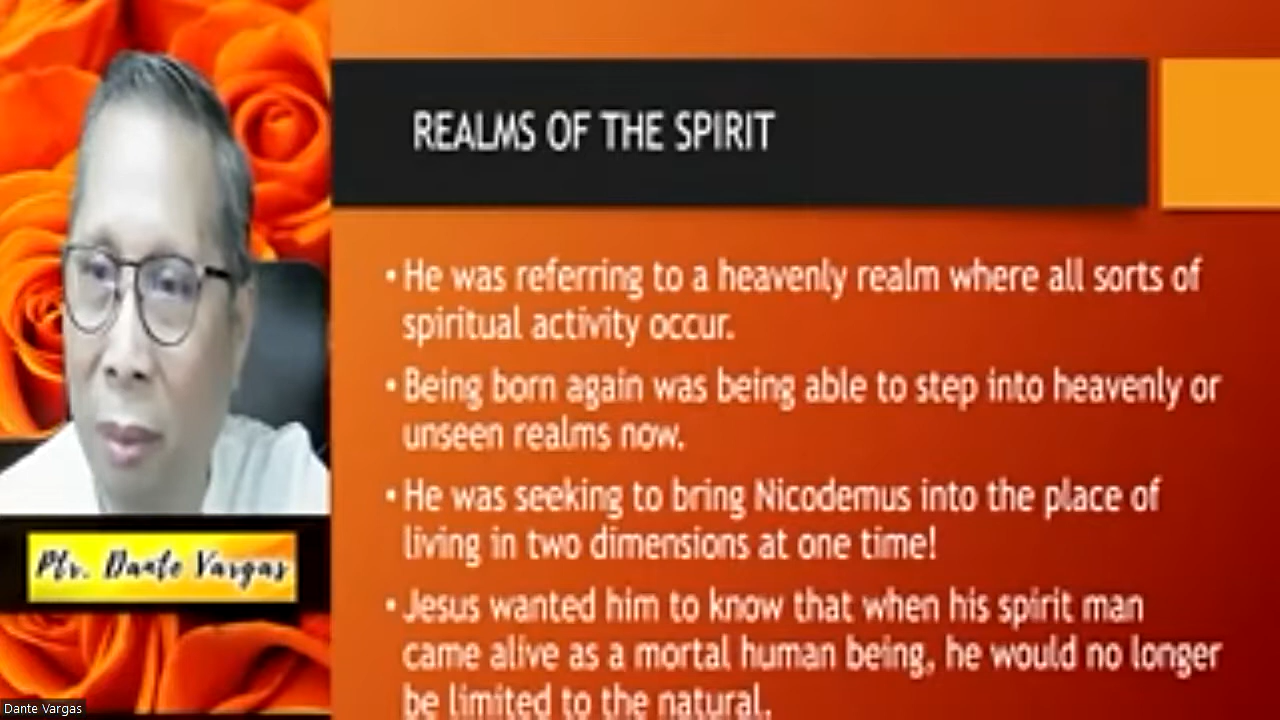 REALMS OF THE SPIRIT
• He was referring to a heavenly realm where all sorts of
spiritual activity occur.
• Being born again was being able to step into heavenly or
unseen realms now.
• He was seeking to bring Nicodemus into the place of
living in two dimensions at one time!
• Jesus wanted him to know that when his spirit man
came alive as a mortal human being, he would no longer
be limited to the natural.
Ptr. Dante Vargas
Dante Vargas